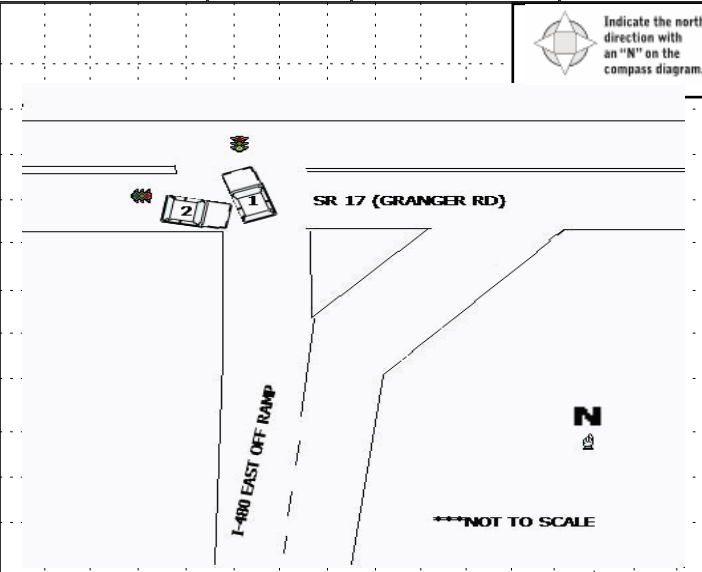 Indicate the north
direction with
an "N" on the
compass diagram.
1
2
SR 17 {GRANGER RD}
I-480 EAST OFF RAMP
N
***NOT TO SCALE